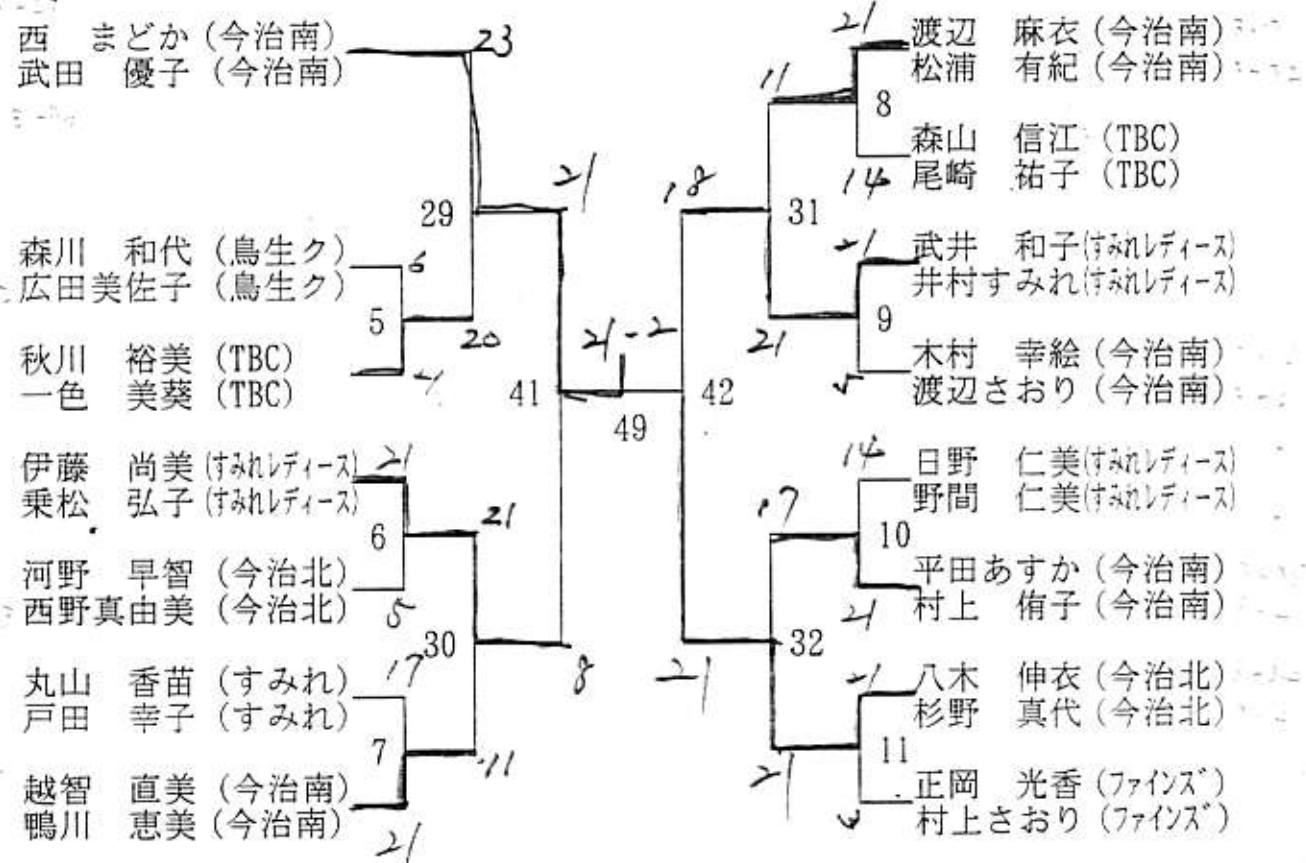 西 まどか (今治南)
武田 優子 (今治南)
23
29
21
森川 和代 (鳥生ク)
広田美佐子 (鳥生ク)
6
5
20
秋川 裕美 (TBC)
一色 美葵 (TBC)
21
41
21-2
49
伊藤 尚美 (すみれレディース)
乗松 弘子 (すみれレディース)
21
6
21
河野 早智 (今治北)
西野真由美 (今治北)
5
30
8
丸山 香苗 (すみれ)
戸田 幸子 (すみれ)
17
7
11
越智 直美 (今治南)
鴨川 恵美 (今治南)
21
21
渡辺 麻衣 (今治南)
松浦 有紀 (今治南)
11
8
森山 信江 (TBC)
尾崎 祐子 (TBC)
14
18
31
武井 和子 (すみれレディース)
井村すみれ (すみれレディース)
21
9
21
木村 幸絵 (今治南)
渡辺さおり (今治南)
42
日野 仁美 (すみれレディース)
野間 仁美 (すみれレディース)
14
17
10
平田あすか (今治南)
村上 侑子 (今治南)
21
32
21
八木 伸衣 (今治北)
杉野 真代 (今治北)
21
11
21
正岡 光香 (ファインズ)
村上さおり (ファインズ)